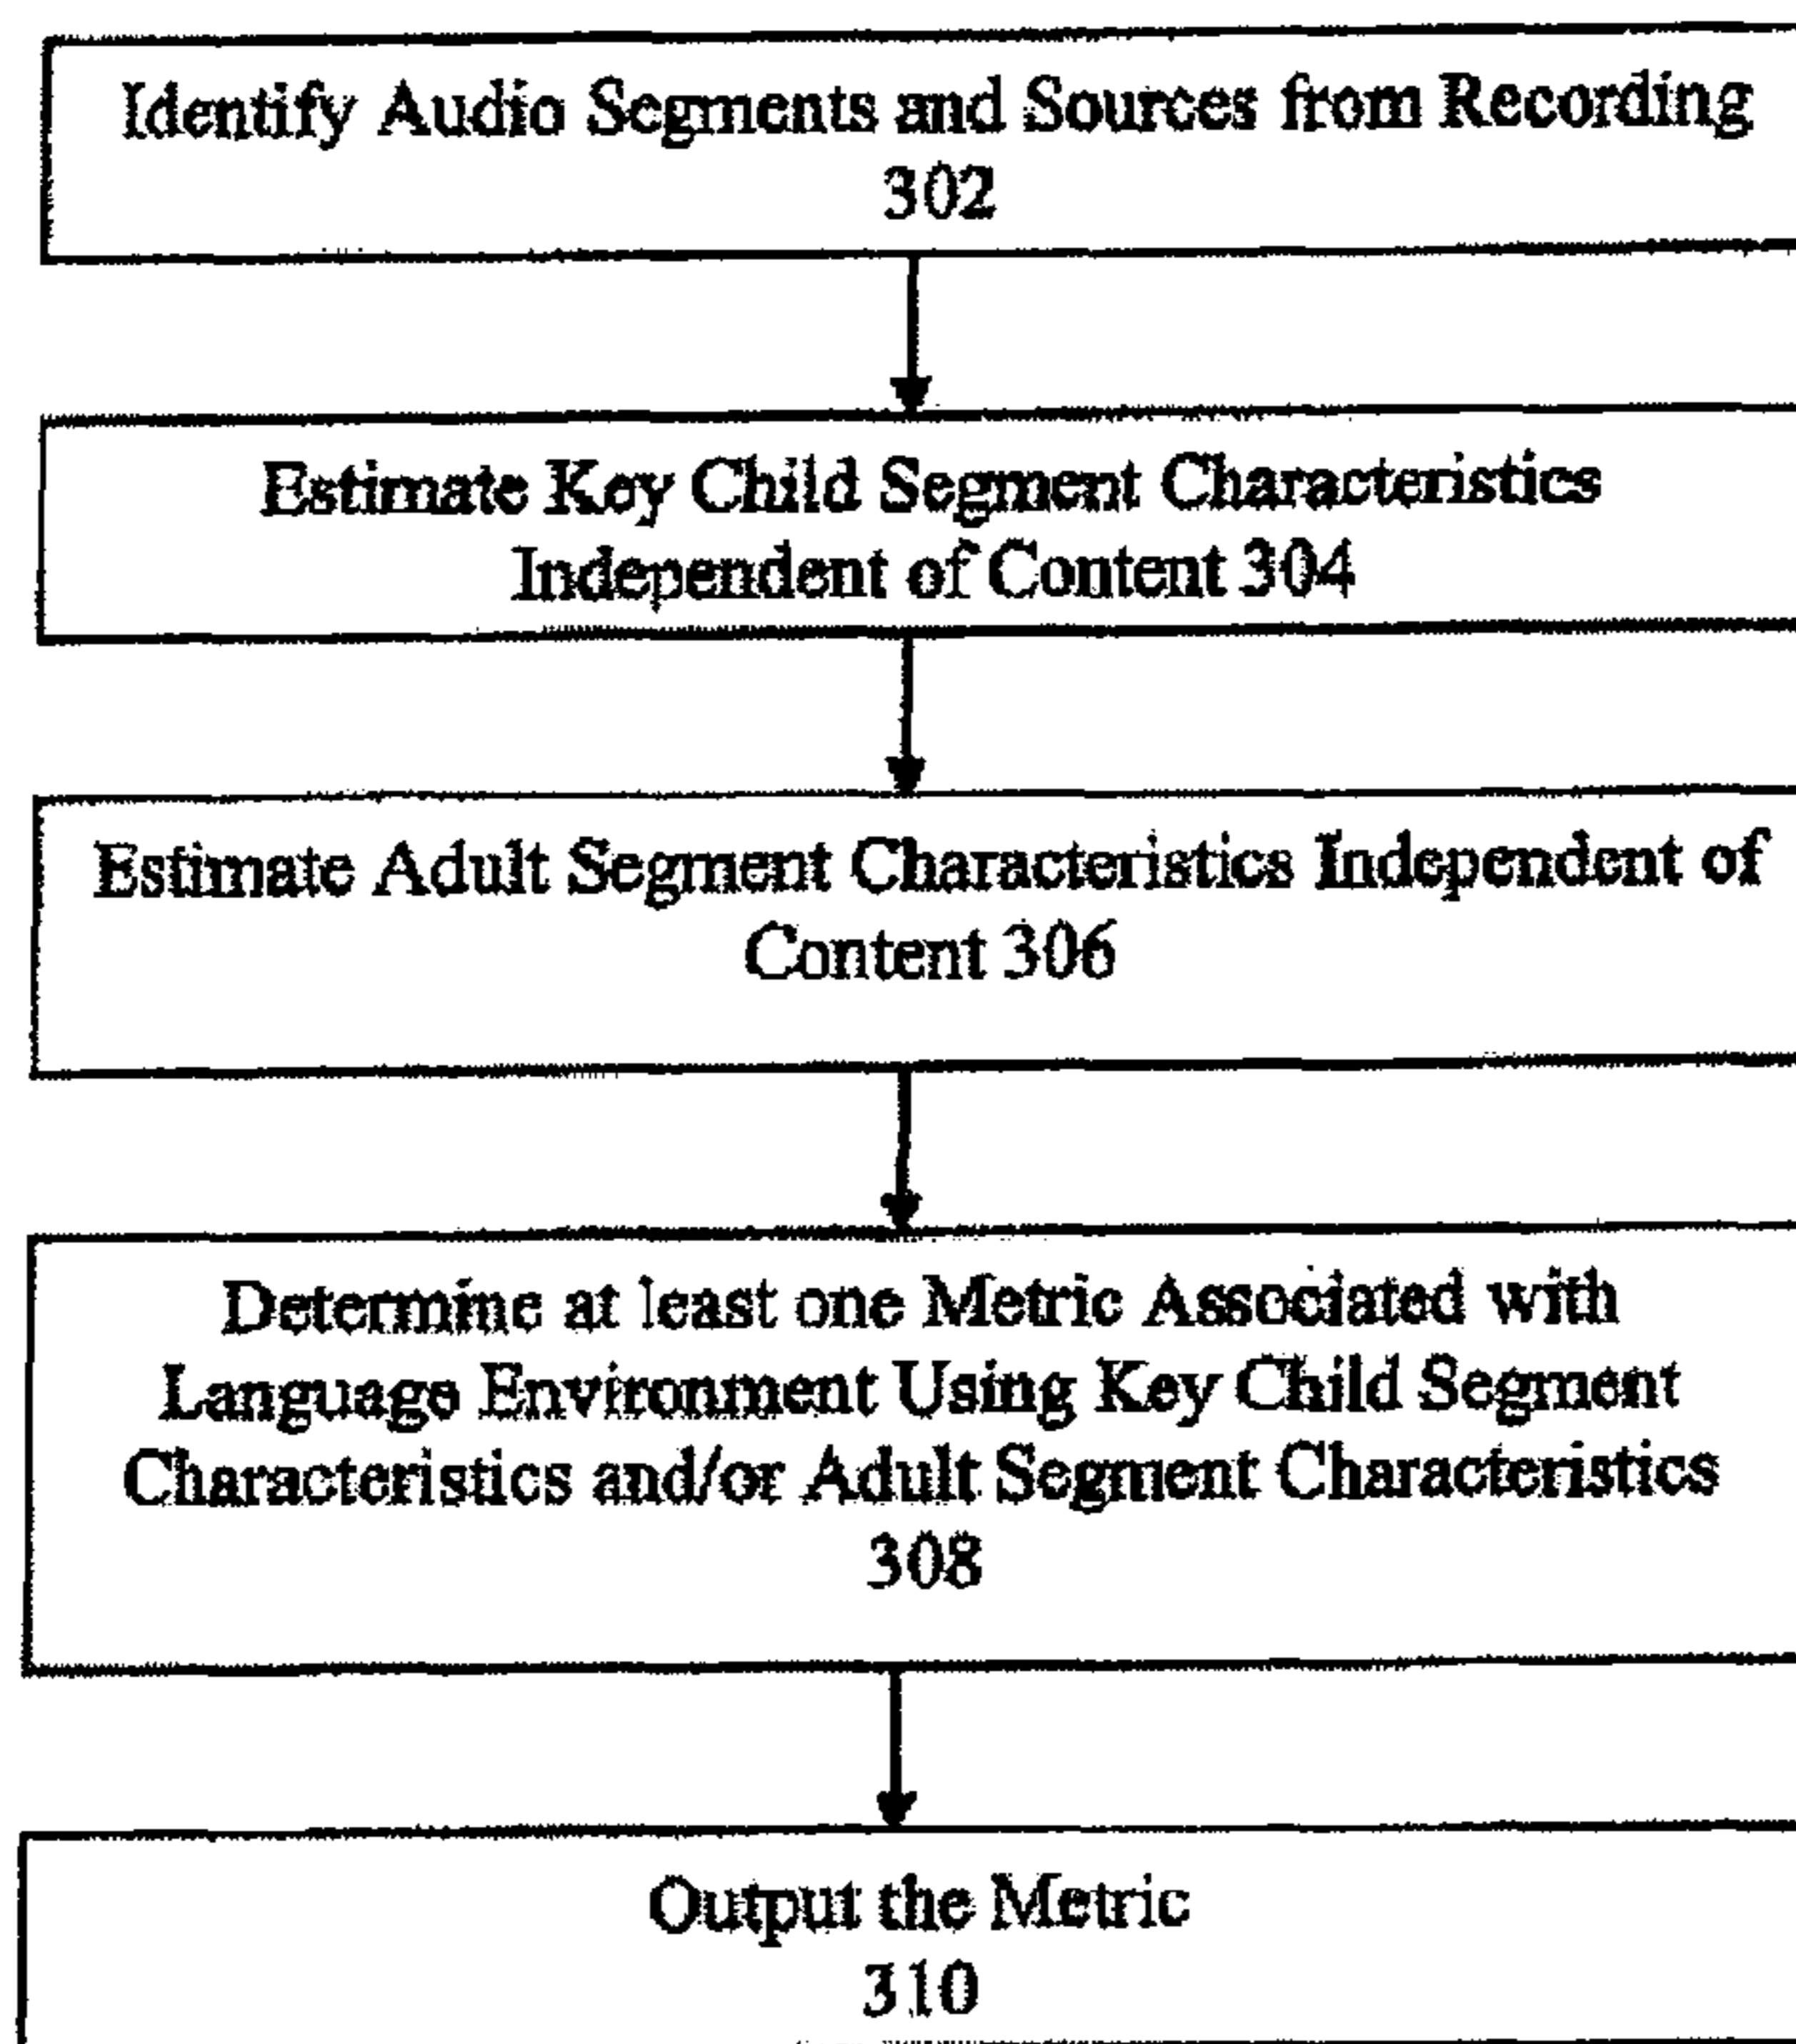 Identify Audio Segments and Sources from Recording
302
Estimate Key Child Segment Characteristics
Independent of Content 304
Estimate Adult Segment Characteristics Independent of
Content 306
Determine at least one Metric Associated with
Language Environment Using Key Child Segment
Characteristics and/or Adult Segment Characteristics
308
Output the Metric
310